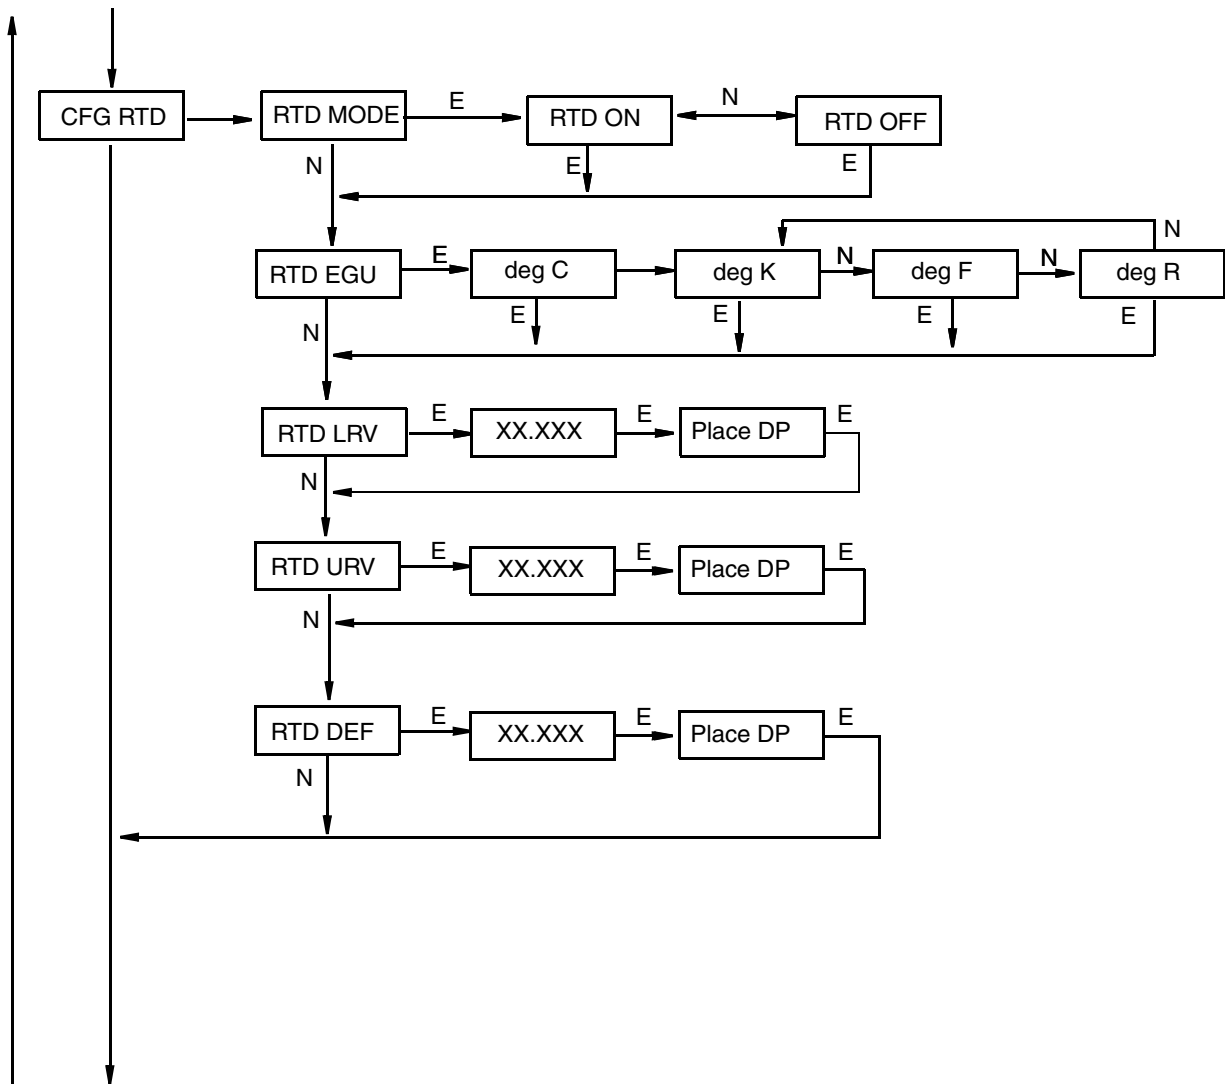 CFG RTD
RTD MODE
E
RTD ON
N
RTD OFF
N
E
E
RTD EGU
E
deg C
deg K
N
deg F
N
deg R
N
N
E
E
E
E
RTD LRV
E
XX.XXX
E
Place DP
E
N
RTD URV
E
XX.XXX
E
Place DP
E
N
RTD DEF
E
XX.XXX
E
Place DP
E
N